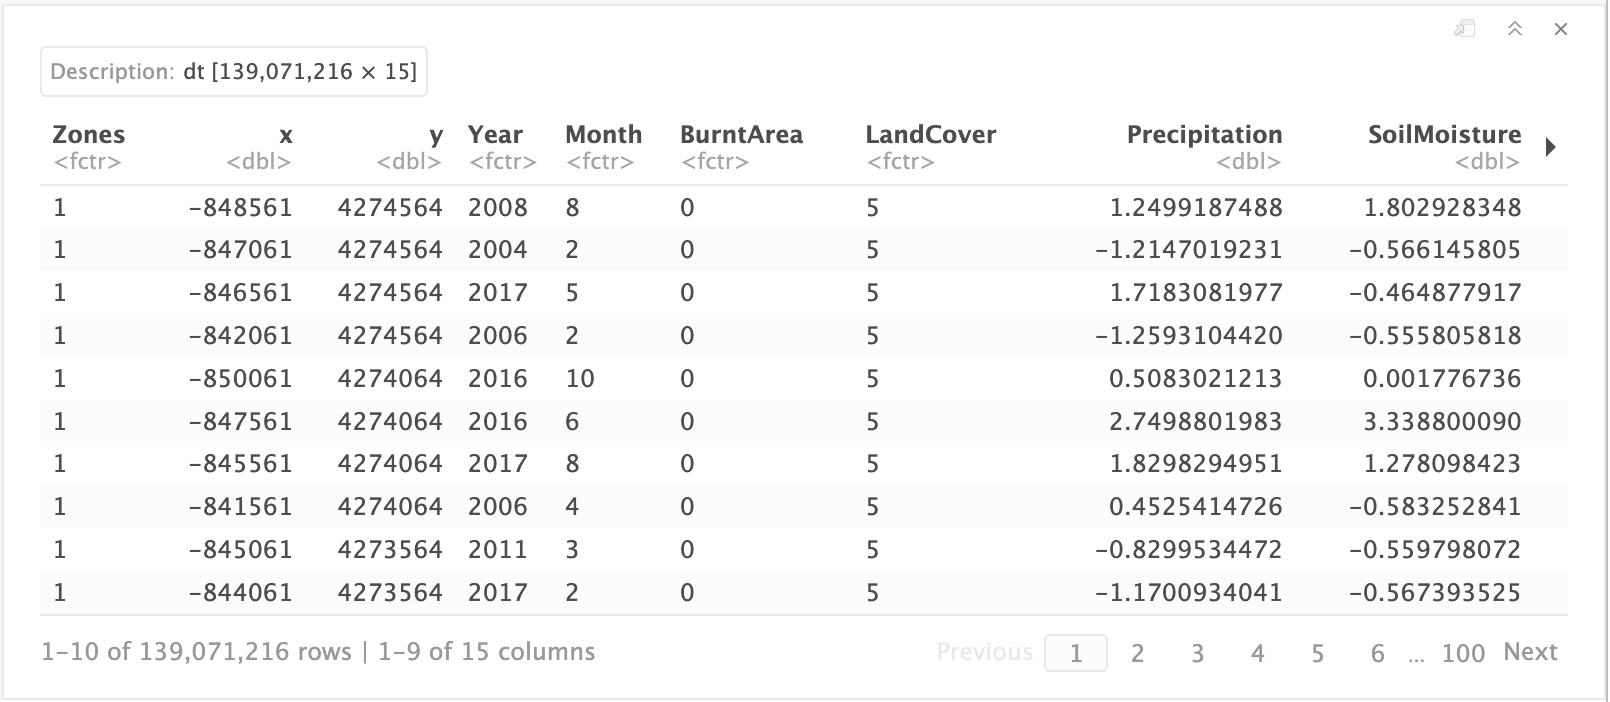 Description: dt [139,071,216 × 15]
Zones x y Year Month BurntArea LandCover Precipitation SoilMoisture
<fctr> <dbl> <dbl> <fctr> <fctr> <fctr> <fctr> <dbl> <dbl>
1 -848561 4274564 2008 8 0 5 1.2499187488 1.802928348
1 -847061 4274564 2004 2 0 5 -1.2147019231 -0.566145805
1 -846561 4274564 2017 5 0 5 1.7183081977 -0.464877917
1 -842061 4274564 2006 2 0 5 -1.2593104420 -0.555805818
1 -850061 4274064 2016 10 0 5 0.5083021213 0.001776736
1 -847561 4274064 2016 6 0 5 2.7498801983 3.338800090
1 -845561 4274064 2017 8 0 5 1.8298294951 1.278098423
1 -841561 4274064 2006 4 0 5 0.4525414726 -0.583252841
1 -845061 4273564 2011 3 0 5 -0.8299534472 -0.559798072
1 -844061 4273564 2017 2 0 5 -1.1700934041 -0.567393525
1-10 of 139,071,216 rows | 1-9 of 15 columns Previous 1 2 3 4 5 6 ... 100 Next